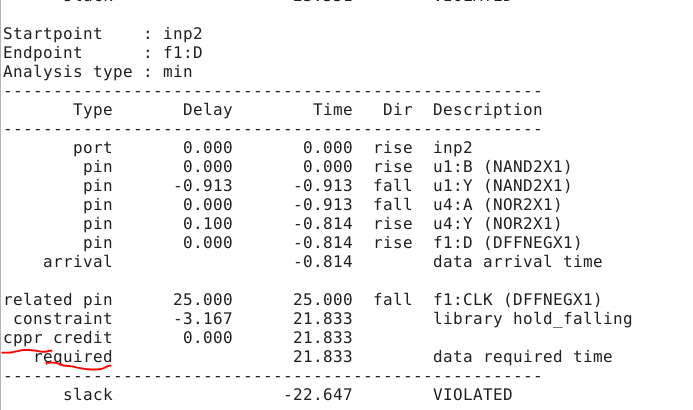 Startpoint    : inp2
Endpoint      : f1:D
Analysis type : min
------------------------------------------------------
       Type       Delay        Time   Dir  Description
------------------------------------------------------
       port       0.000       0.000  rise  inp2
        pin       0.000       0.000  rise  u1:B (NAND2X1)
        pin      -0.913      -0.913  fall  u1:Y (NAND2X1)
        pin       0.000      -0.913  fall  u4:A (NOR2X1)
        pin       0.100      -0.814  rise  u4:Y (NOR2X1)
        pin       0.000      -0.814  rise  f1:D (DFFNEGX1)
    arrival                  -0.814        data arrival time

related pin      25.000      25.000  fall  f1:CLK (DFFNEGX1)
 constraint      -3.167      21.833        library hold_falling
cppr credit       0.000      21.833
   required                  21.833        data required time
------------------------------------------------------
      slack                 -22.647        VIOLATED